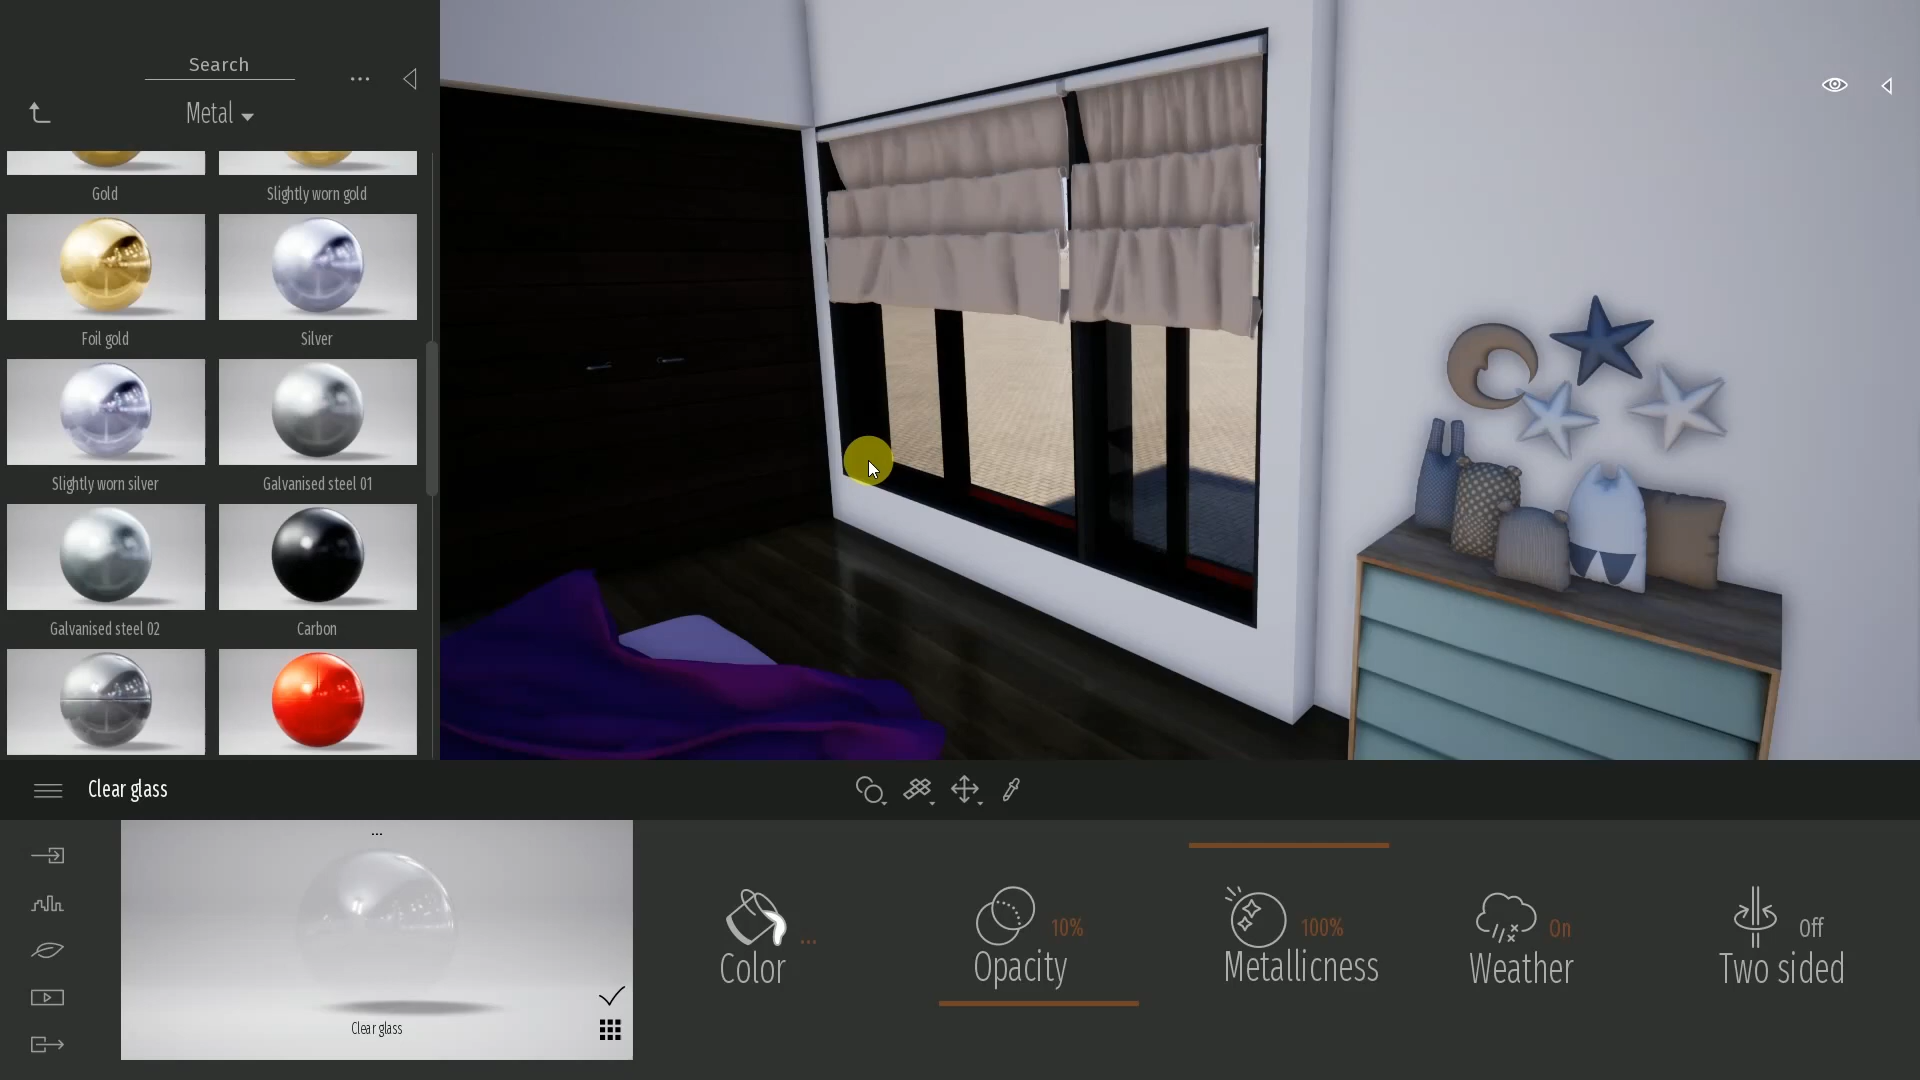 Search
...
Metal
Gold
Slightly worn gold
Foil gold
Silver
Slightly worn silver
Galvanised steel 01
Galvanised steel 02
Carbon
Clear glass
...
Clear glass
...
Color
10%
Opacity
100%
Metallicness
On
Weather
Off
Two sided